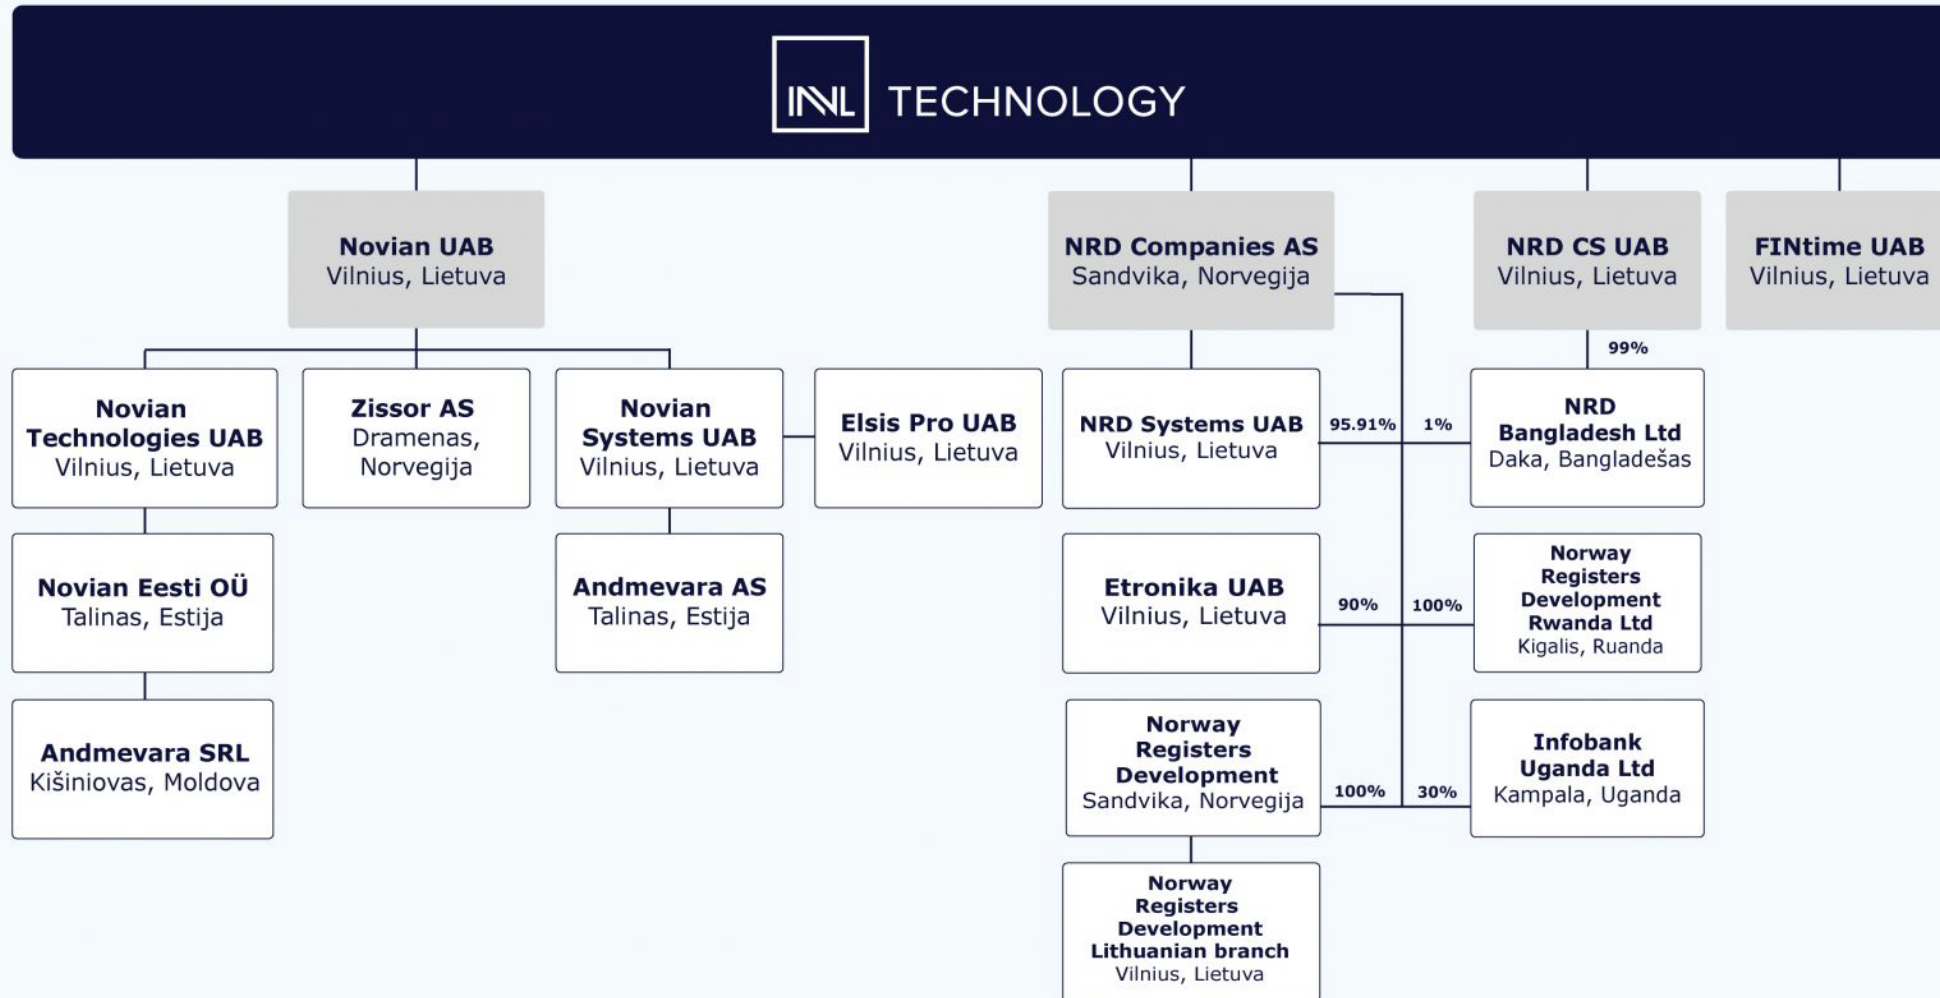 INVL TECHNOLOGY
Novian UAB
Vilnius, Lietuva
NRD Companies AS
Sandvika, Norvegija
NRD CS UAB
Vilnius, Lietuva
FINtime UAB
Vilnius, Lietuva
99%
Novian
Technologies UAB
Vilnius, Lietuva
Zissor AS
Dramenas,
Norvegija
Novian
Systems UAB
Vilnius, Lietuva
Elsis Pro UAB
Vilnius, Lietuva
NRD Systems UAB
Vilnius, Lietuva
95.91%
1%
NRD
Bangladesh Ltd
Daka, Bangladešas
Novian Eesti OÜ
Talinas, Estija
Andmevara AS
Talinas, Estija
Etronika UAB
Vilnius, Lietuva
90%
100%
Norway
Registers
Development
Rwanda Ltd
Kigalis, Ruanda
Andmevara SRL
Kišiniovas, Moldova
Norway
Registers
Development
Sandvika, Norvegija
100%
30%
Infobank
Uganda Ltd
Kampala, Uganda
Norway
Registers
Development
Lithuanian branch
Vilnius, Lietuva